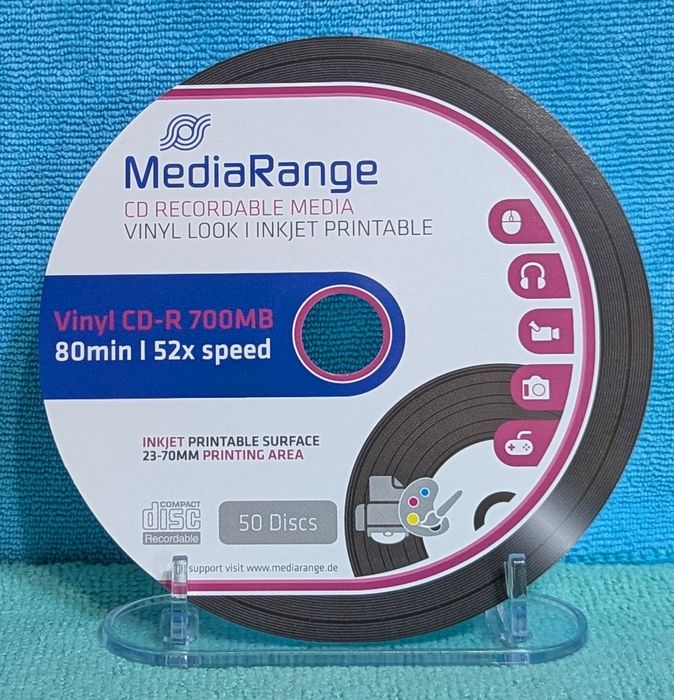 MediaRange
CD RECORDABLE MEDIA
VINYL LOOK | INKJET PRINTABLE
Vinyl CD-R 700MB
80min | 52x speed
INKJET PRINTABLE SURFACE
23-70MM PRINTING AREA
COMPACT
disc
Recordable
50 Discs
support visit www.mediarange.de